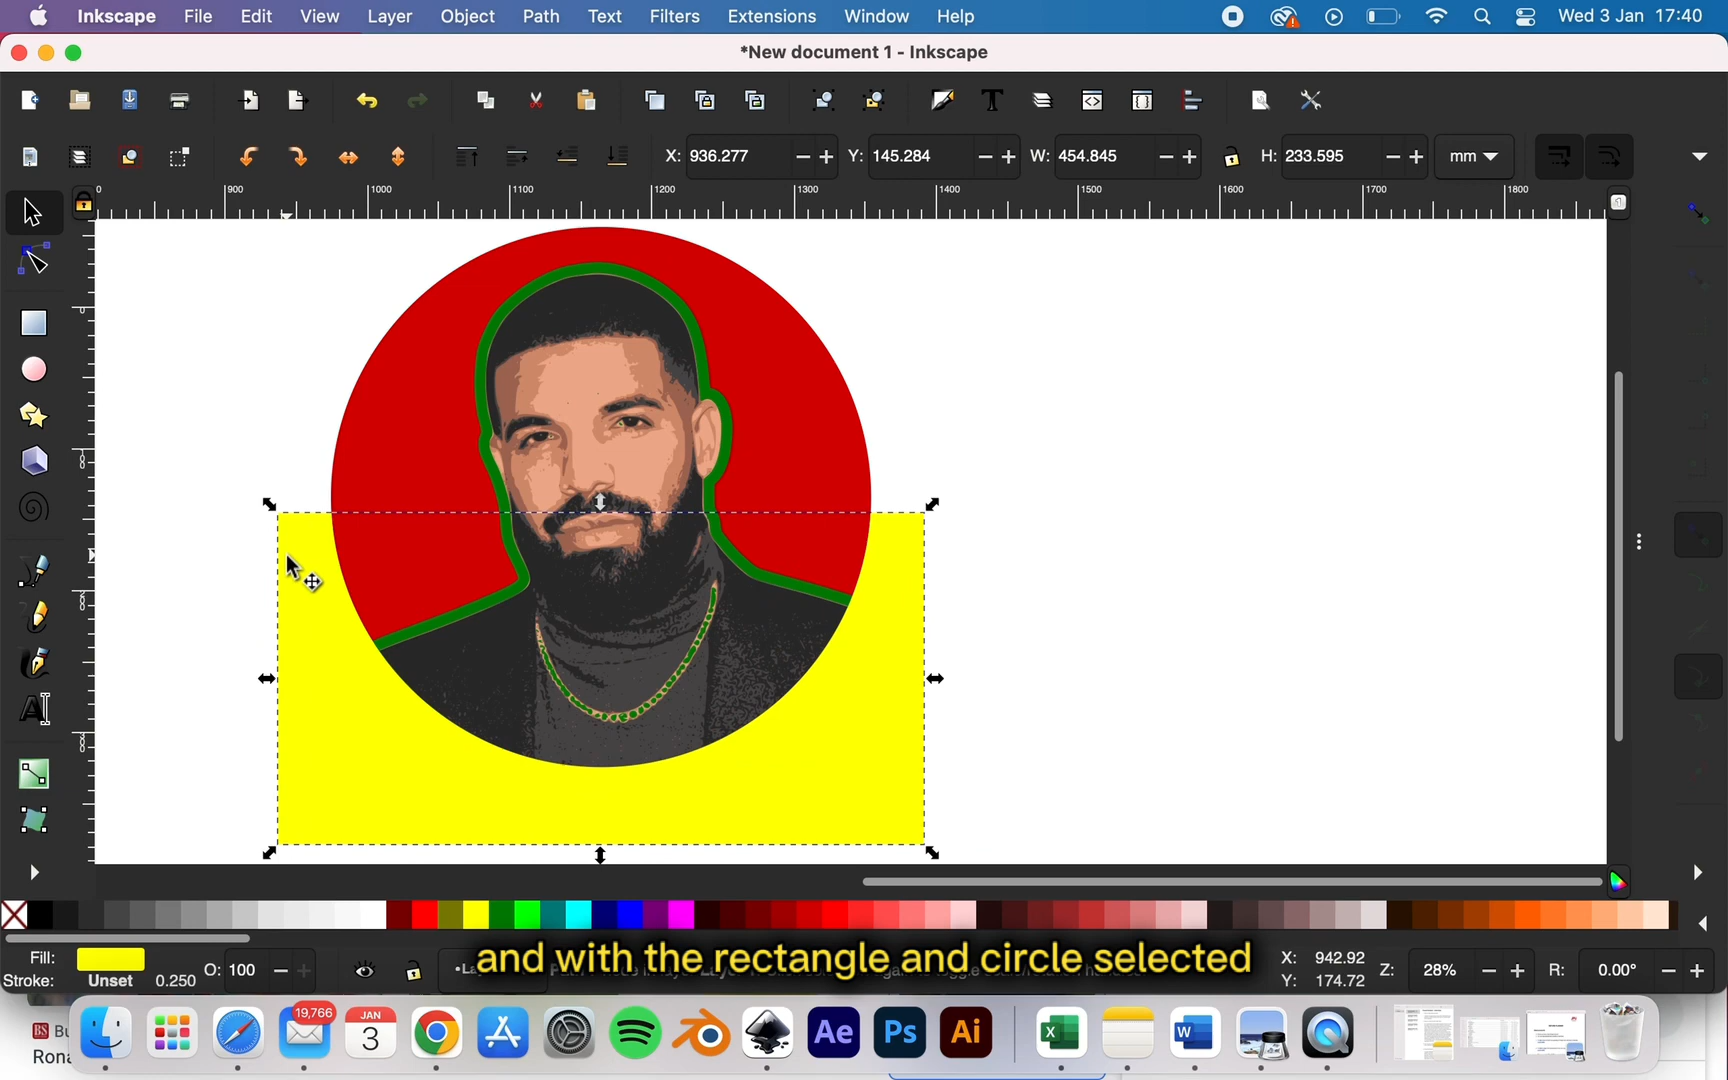 Inkscape File Edit View Layer Object Path Text Filters Extensions Window Help Wed 3 Jan 17:40
*New document 1 - Inkscape
X: 936.277 Y: 145.284 W: 454.845 H: 233.595 mm
900 1000 1100 1200 1300 1400 1500 1600 1700 1800
and with the rectangle and circle selected
Fill:
Stroke: Unset 0.250 O: 100
X: 942.92
Y: 174.72
Z: 28% R: 0.00°
19,766
JAN
3
Ae Ps Ai
BS
Rona